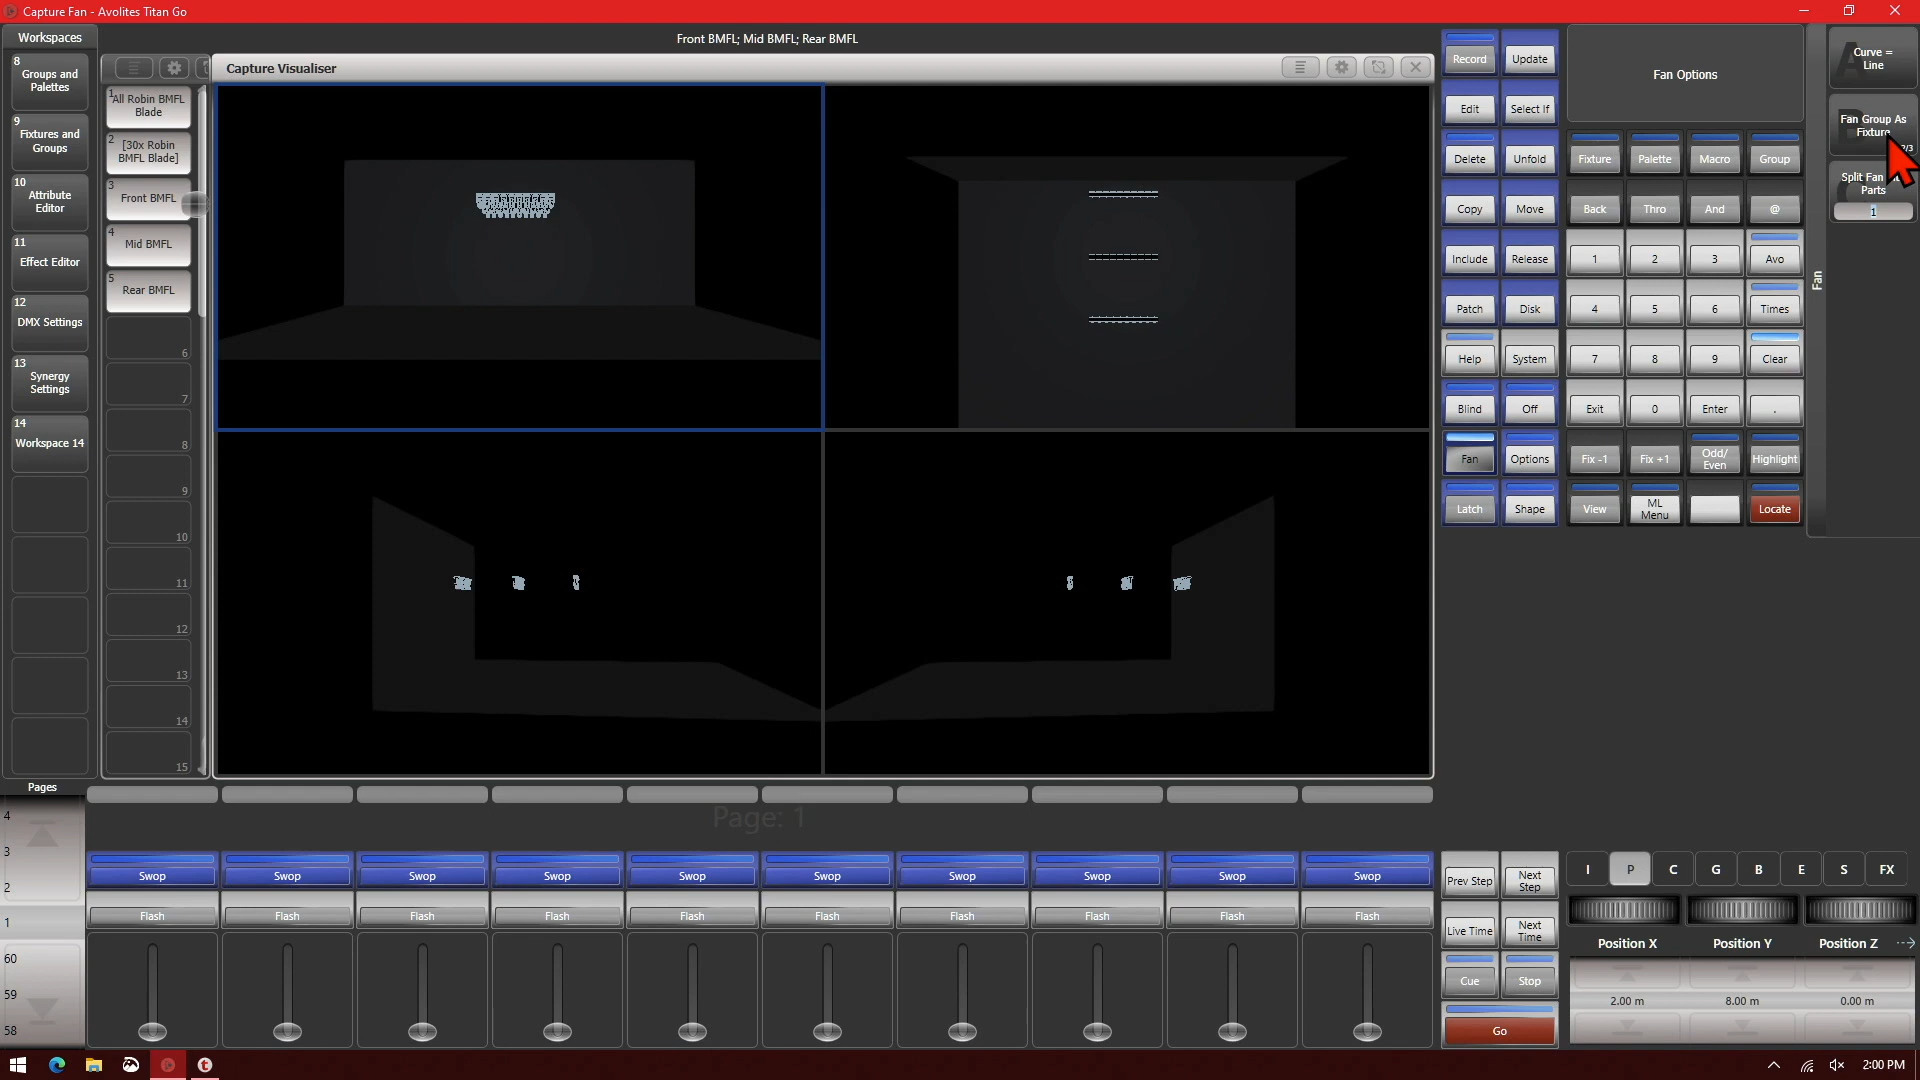 Capture Fan - Avolites Titan Go
Workspaces
Front BMFL; Mid BMFL; Rear BMFL
8
Groups and
Palettes
9
Fixtures and
Groups
10
Attribute
Editor
11
Effect Editor
12
DMX Settings
13
Synergy
Settings
14
Workspace 14
1
All Robin BMFL
Blade
2
[30x Robin
BMFL Blade]
3
Front BMFL
4
Mid BMFL
5
Rear BMFL
6
7
8
9
10
11
12
13
14
15
Capture Visualiser
Record
Update
Edit
Select If
Delete
Unfold
Copy
Move
Include
Release
Patch
Disk
Help
System
Blind
Off
Fan
Options
Latch
Shape
Fan Options
Fixture
Palette
Macro
Group
Back
Thro
And
@
1
2
3
Avo
4
5
6
Times
7
8
9
Clear
Exit
0
Enter
.
Fix -1
Fix +1
Odd/
Even
Highlight
View
ML
Menu
Locate
Fan
A
Curve =
Line
B
Fan Group As
Fixture
2/3
Split Fan
Parts
1
Pages
4
3
2
1
60
59
58
Page: 1
Swop
Swop
Swop
Swop
Swop
Swop
Swop
Swop
Swop
Swop
Flash
Flash
Flash
Flash
Flash
Flash
Flash
Flash
Flash
Flash
Prev Step
Next
Step
Live Time
Next
Time
Cue
Stop
Go
I
P
C
G
B
E
S
FX
Position X
Position Y
Position Z
2.00 m
8.00 m
0.00 m
2:00 PM